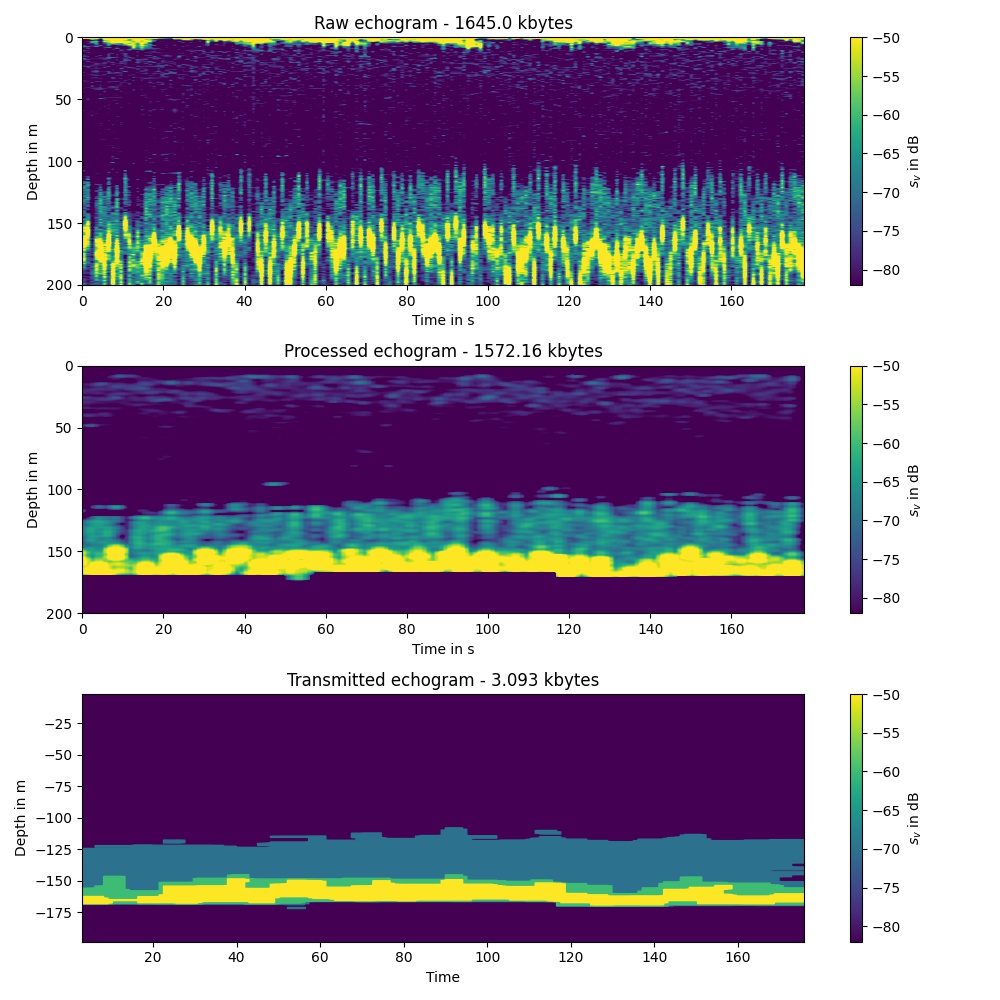 Raw echogram - 1645.0 kbytes
0
50
100
150
200
Depth in m
0 20 40 60 80 100 120 140 160
Time in s
−50
−55
−60
−65
−70
−75
−80
sv in dB
Processed echogram - 1572.16 kbytes
0
50
100
150
200
Depth in m
0 20 40 60 80 100 120 140 160
Time in s
−50
−55
−60
−65
−70
−75
−80
sv in dB
Transmitted echogram - 3.093 kbytes
−25
−50
−75
−100
−125
−150
−175
Depth in m
20 40 60 80 100 120 140 160
Time
−50
−55
−60
−65
−70
−75
−80
sv in dB